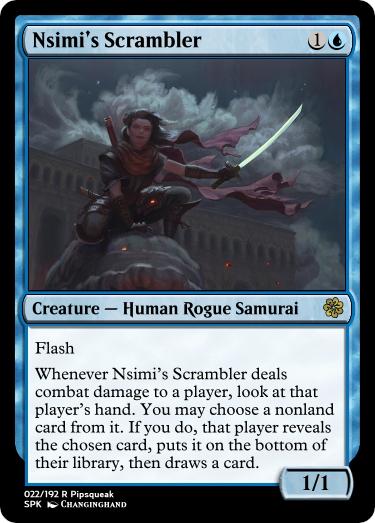 Nsimi's Scrambler 1
Creature — Human Rogue Samurai
Flash
Whenever Nsimi's Scrambler deals
combat damage to a player, look at that
player's hand. You may choose a nonland
card from it. If you do, that player reveals
the chosen card, puts it on the bottom of
their library, then draws a card.
1/1
022/192 R Pipsqueak
SPK Changinghand